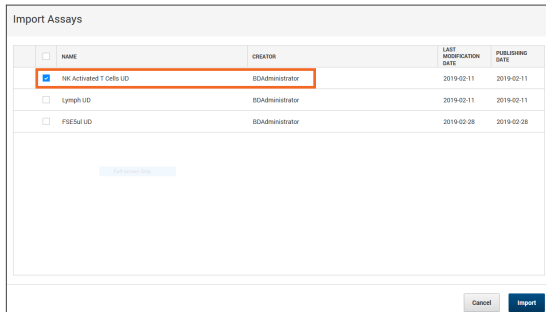 Import Assays
NAME CREATOR LAST MODIFICATION DATE PUBLISHING DATE
NK Activated T Cells UD BDAdministrator 2019-02-11 2019-02-11
Lymph UD BDAdministrator 2019-02-11 2019-02-11
FSE5ul UD BDAdministrator 2019-02-28 2019-02-28
Cancel Import